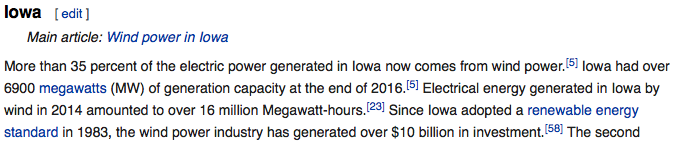 Iowa [ edit ]
Main article: Wind power in Iowa
More than 35 percent of the electric power generated in Iowa now comes from wind power.[5] Iowa had over
6900 megawatts (MW) of generation capacity at the end of 2016.[5] Electrical energy generated in Iowa by
wind in 2014 amounted to over 16 million Megawatt-hours.[23] Since Iowa adopted a renewable energy
standard in 1983, the wind power industry has generated over $10 billion in investment.[58] The second